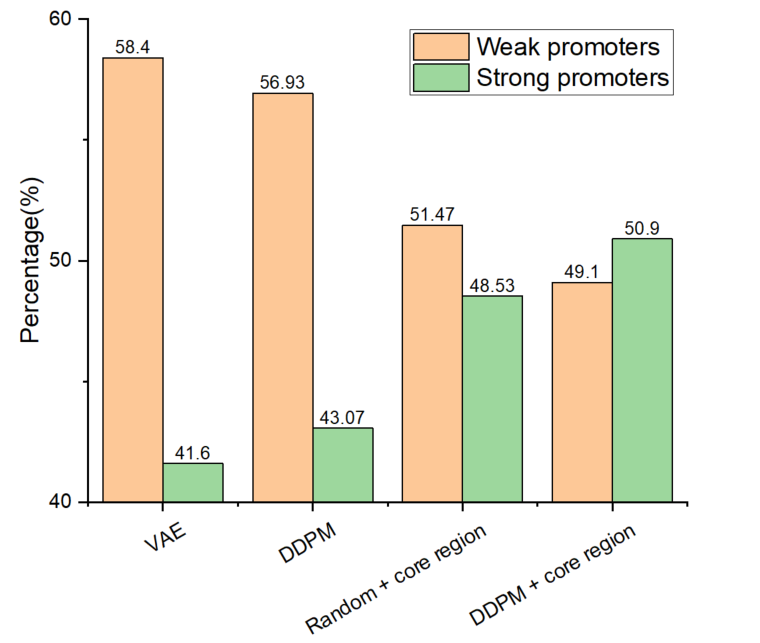 60
58.4
56.93
Weak promoters
Strong promoters
51.47
50.9
50
49.1
48.53
43.07
41.6
40
Percentage(%)
VAE
DDPM
Random + core region
DDPM + core region